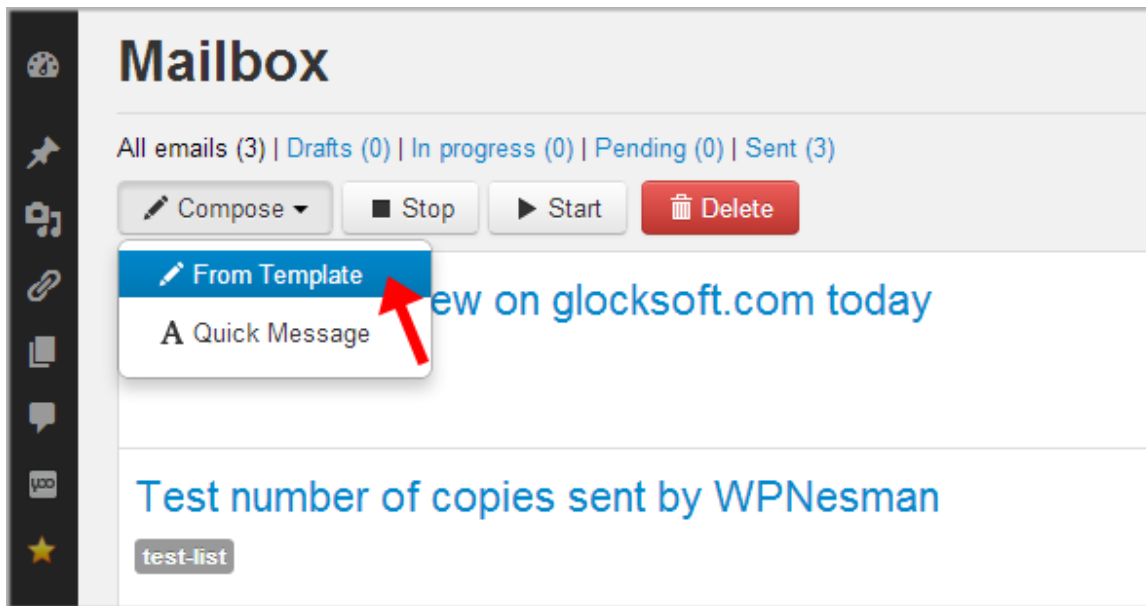 Mailbox
All emails (3) | Drafts (0) | In progress (0) | Pending (0) | Sent (3)
Compose Stop Start Delete
From Template
ew on glocksoft.com today
A Quick Message
yoo
Test number of copies sent by WPNesman
test-list